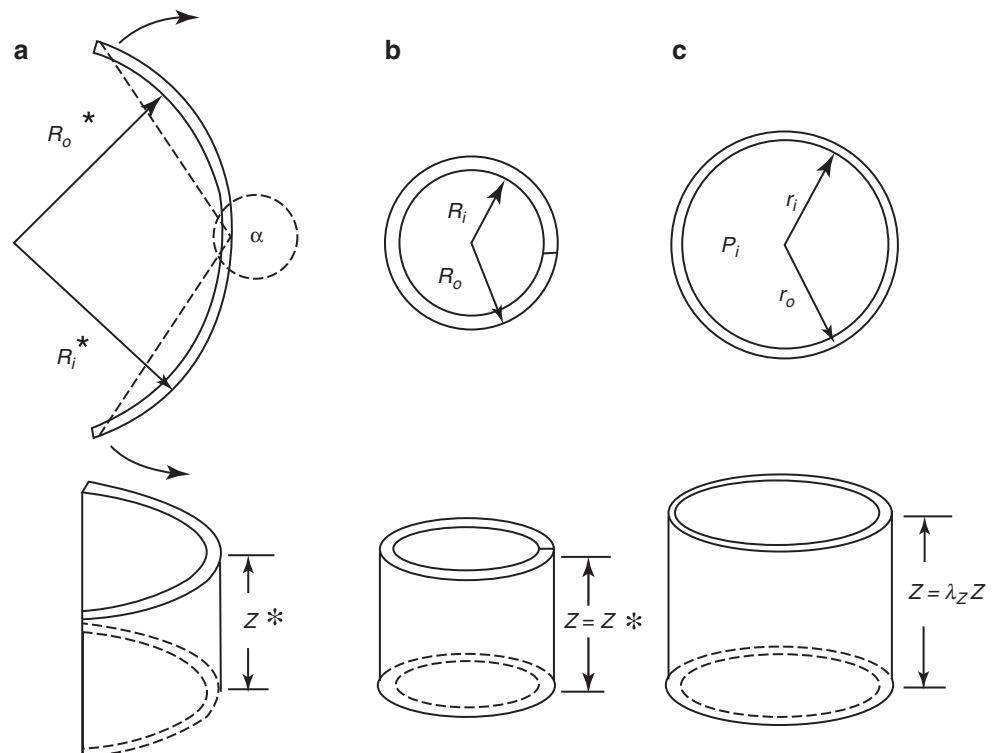 a
b
c
R_o*
R_i*
α
R_i
R_o
r_i
P_i
r_o
Z*
Z = Z*
Z = λ_Z Z